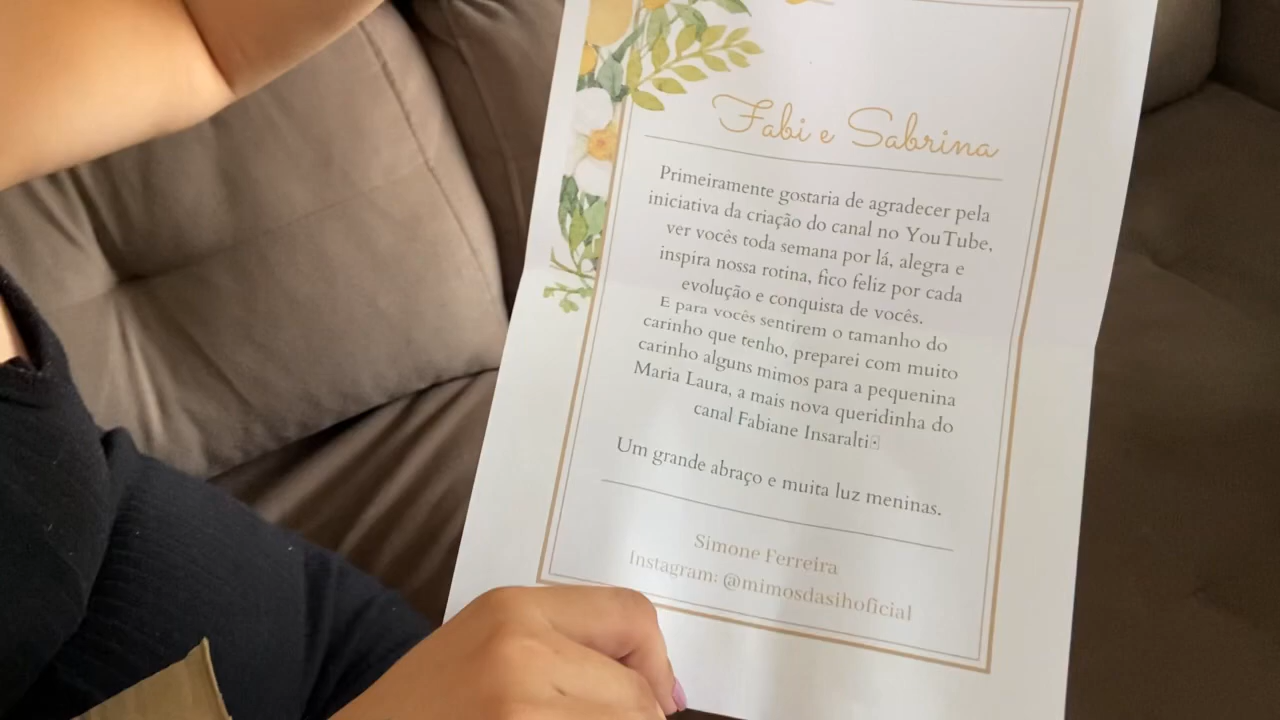 Fabi e Sabrina
Primeiramente gostaria de agradecer pela
iniciativa da criação do canal no YouTube,
ver vocês toda semana por lá, alegra e
inspira nossa rotina, fico feliz por cada
evolução e conquista de vocês.
E para vocês sentirem o tamanho do
carinho que tenho, preparei com muito
carinho alguns mimos para a pequenina
Maria Laura, a mais nova queridinha do
canal Fabiane Insaralti
Um grande abraço e muita luz meninas.
Simone Ferreira
Instagram: @mimosdasihoficial